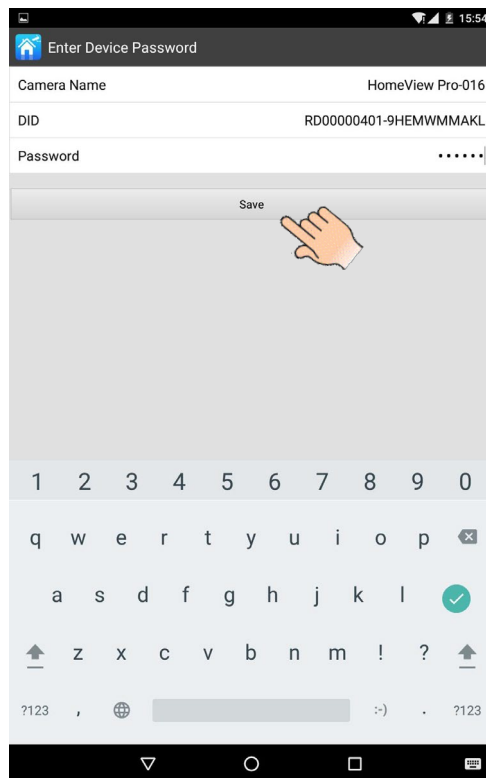 15:54
Enter Device Password
Camera Name HomeView Pro-016
DID RD00000401-9HEMWMMAKL
Password ••••••
Save
1 2 3 4 5 6 7 8 9 0
q w e r t y u i o p
a s d f g h j k l
z x c v b n m ! ?
?123 , :-) . ?123